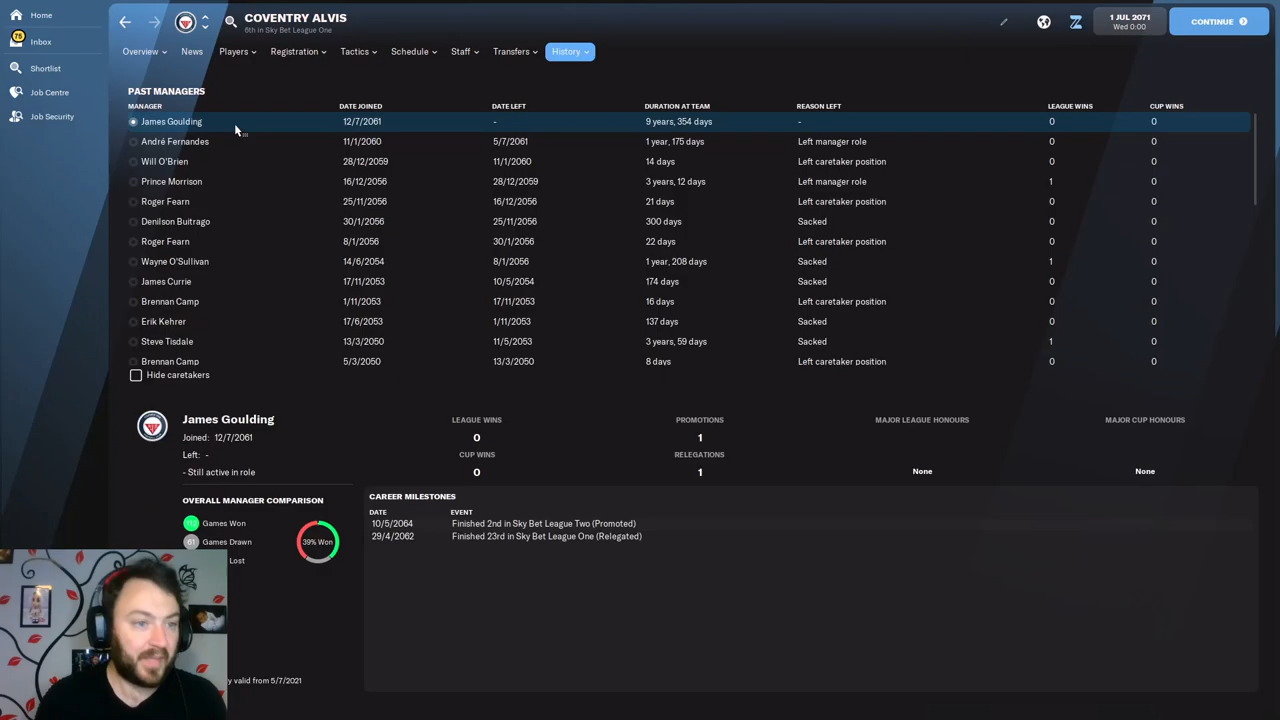 Home
75
Inbox
Shortlist
Job Centre
Job Security
COVENTRY ALVIS
6th in Sky Bet League One
1 JUL 2071
Wed 0:00
CONTINUE
Overview
News
Players
Registration
Tactics
Schedule
Staff
Transfers
History
PAST MANAGERS
MANAGER DATE JOINED DATE LEFT DURATION AT TEAM REASON LEFT LEAGUE WINS CUP WINS
James Goulding 12/7/2061 - 9 years, 354 days - 0 0
André Fernandes 11/1/2060 5/7/2061 1 year, 175 days Left manager role 0 0
Will O'Brien 28/12/2059 11/1/2060 14 days Left caretaker position 0 0
Prince Morrison 16/12/2056 28/12/2059 3 years, 12 days Left manager role 1 0
Roger Fearn 25/11/2056 16/12/2056 21 days Left caretaker position 0 0
Denilson Buitrago 30/1/2056 25/11/2056 300 days Sacked 0 0
Roger Fearn 8/1/2056 30/1/2056 22 days Left caretaker position 0 0
Wayne O'Sullivan 14/6/2054 8/1/2056 1 year, 208 days Sacked 1 0
James Currie 17/11/2053 10/5/2054 174 days Sacked 0 0
Brennan Camp 1/11/2053 17/11/2053 16 days Left caretaker position 0 0
Erik Kehrer 17/6/2053 1/11/2053 137 days Sacked 0 0
Steve Tisdale 13/3/2050 11/5/2053 3 years, 59 days Sacked 1 0
Brennan Camp 5/3/2050 13/3/2050 8 days Left caretaker position 0 0
Hide caretakers
James Goulding
Joined: 12/7/2061
Left: -
- Still active in role
LEAGUE WINS
0
CUP WINS
0
PROMOTIONS
1
RELEGATIONS
1
MAJOR LEAGUE HONOURS
None
MAJOR CUP HONOURS
None
OVERALL MANAGER COMPARISON
Games Won
61 Games Drawn
Lost
39% Won
CAREER MILESTONES
DATE EVENT
10/5/2064 Finished 2nd in Sky Bet League Two (Promoted)
29/4/2062 Finished 23rd in Sky Bet League One (Relegated)
valid from 5/7/2021